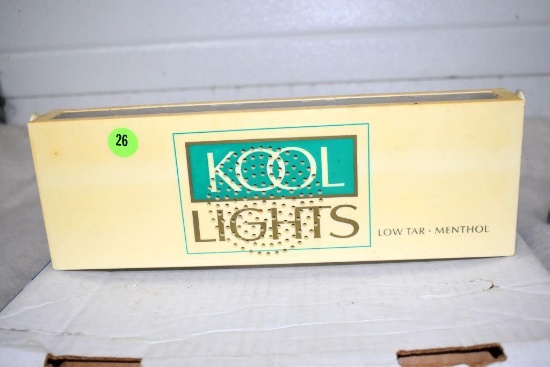 26
KOOL
LIGHTS
LOW TAR · MENTHOL